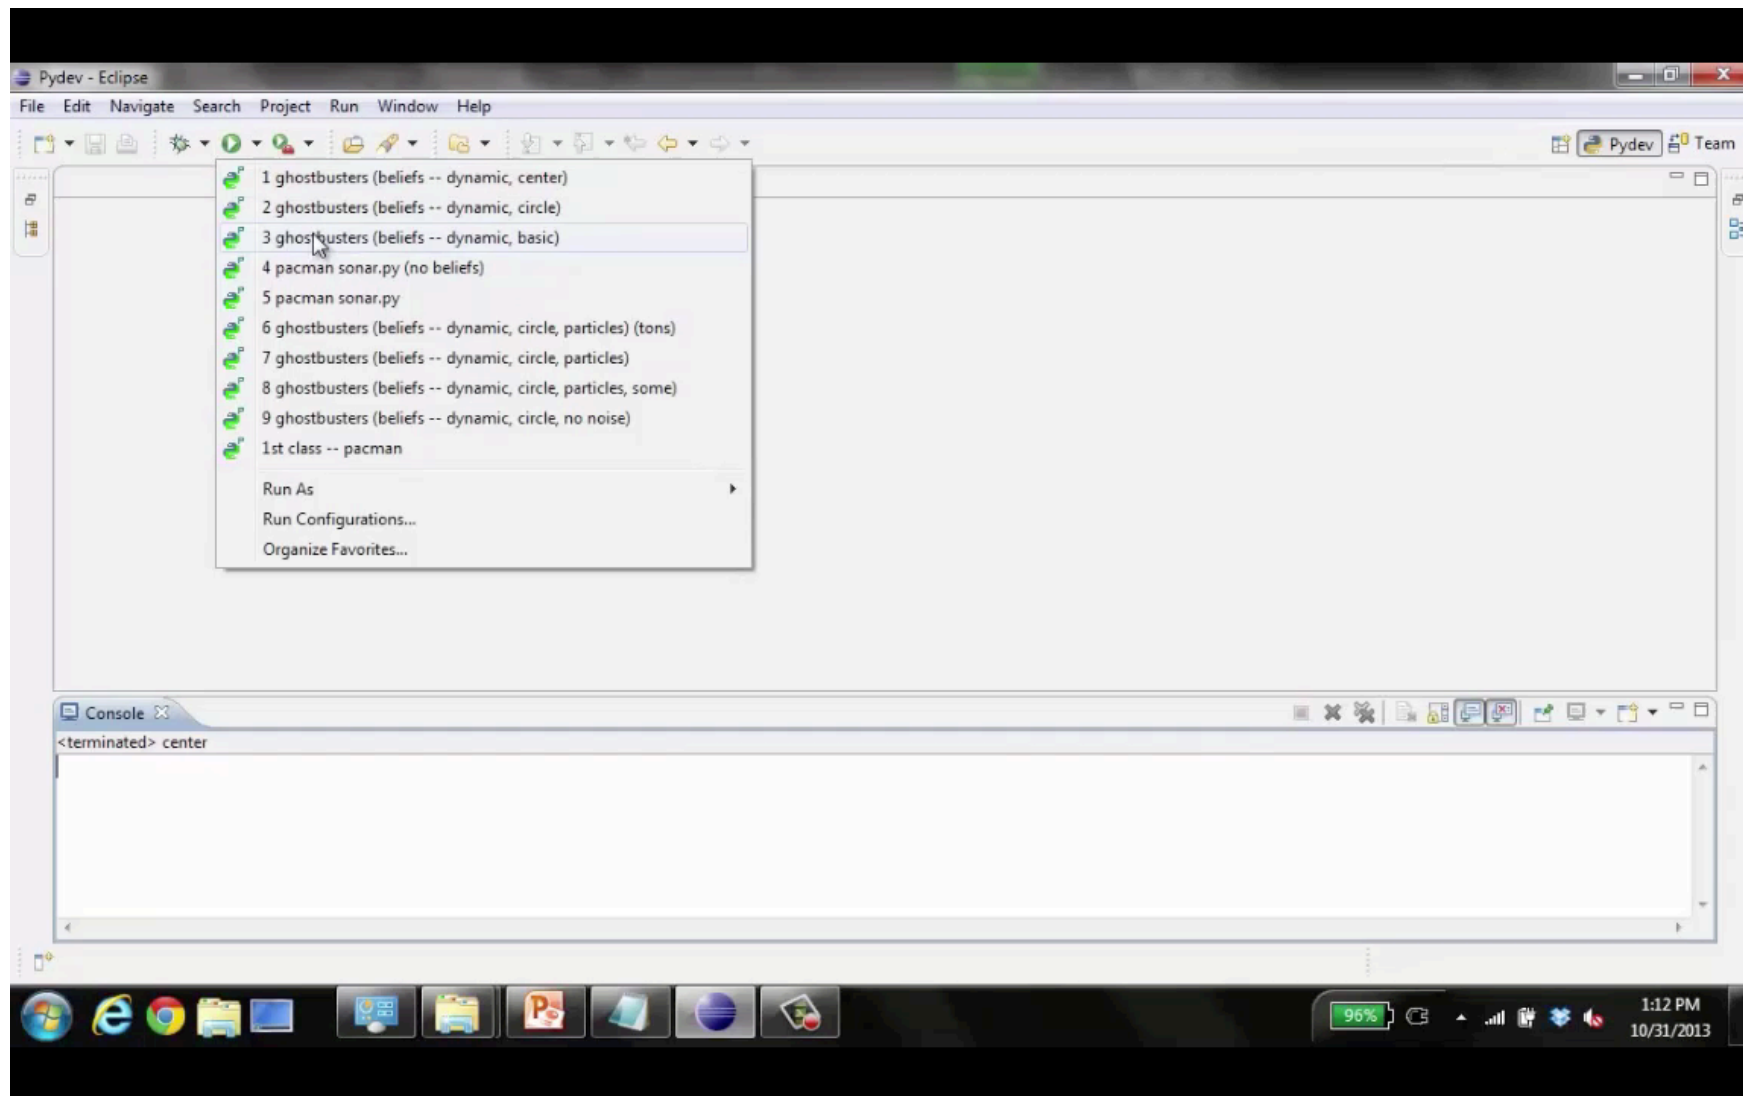 Pydev - Eclipse
File Edit Navigate Search Project Run Window Help
Pydev Team
1 ghostbusters (beliefs -- dynamic, center)
2 ghostbusters (beliefs -- dynamic, circle)
3 ghostbusters (beliefs -- dynamic, basic)
4 pacman sonar.py (no beliefs)
5 pacman sonar.py
6 ghostbusters (beliefs -- dynamic, circle, particles) (tons)
7 ghostbusters (beliefs -- dynamic, circle, particles)
8 ghostbusters (beliefs -- dynamic, circle, particles, some)
9 ghostbusters (beliefs -- dynamic, circle, no noise)
1st class -- pacman
Run As
Run Configurations...
Organize Favorites...
Console
<terminated> center
96%
1:12 PM
10/31/2013